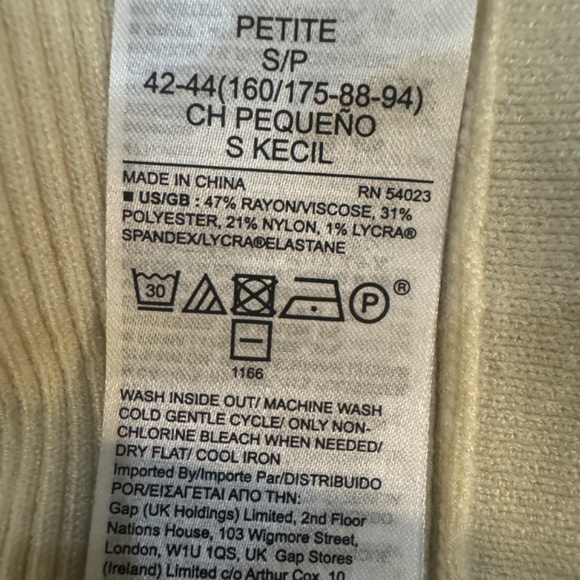 PETITE
S/P
42-44(160/175-88-94)
CH PEQUEÑO
S KECIL
MADE IN CHINA RN 54023
■ US/GB : 47% RAYON/VISCOSE, 31%
POLYESTER, 21% NYLON, 1% LYCRA®
SPANDEX/LYCRA®ELASTANE
30 P ®
1166
WASH INSIDE OUT/ MACHINE WASH
COLD GENTLE CYCLE/ ONLY NON-
CHLORINE BLEACH WHEN NEEDED/
DRY FLAT/ COOL IRON
Imported By/Importe Par/DISTRIBUIDO
POR/ΕΙΣΑΓΕΤΑΙ ΑΠΟ ΤΗΝ:
Gap (UK Holdings) Limited, 2nd Floor
Nations House, 103 Wigmore Street,
London, W1U 1QS, UK Gap Stores
(Ireland) Limited c/o Arthur Cox, 10